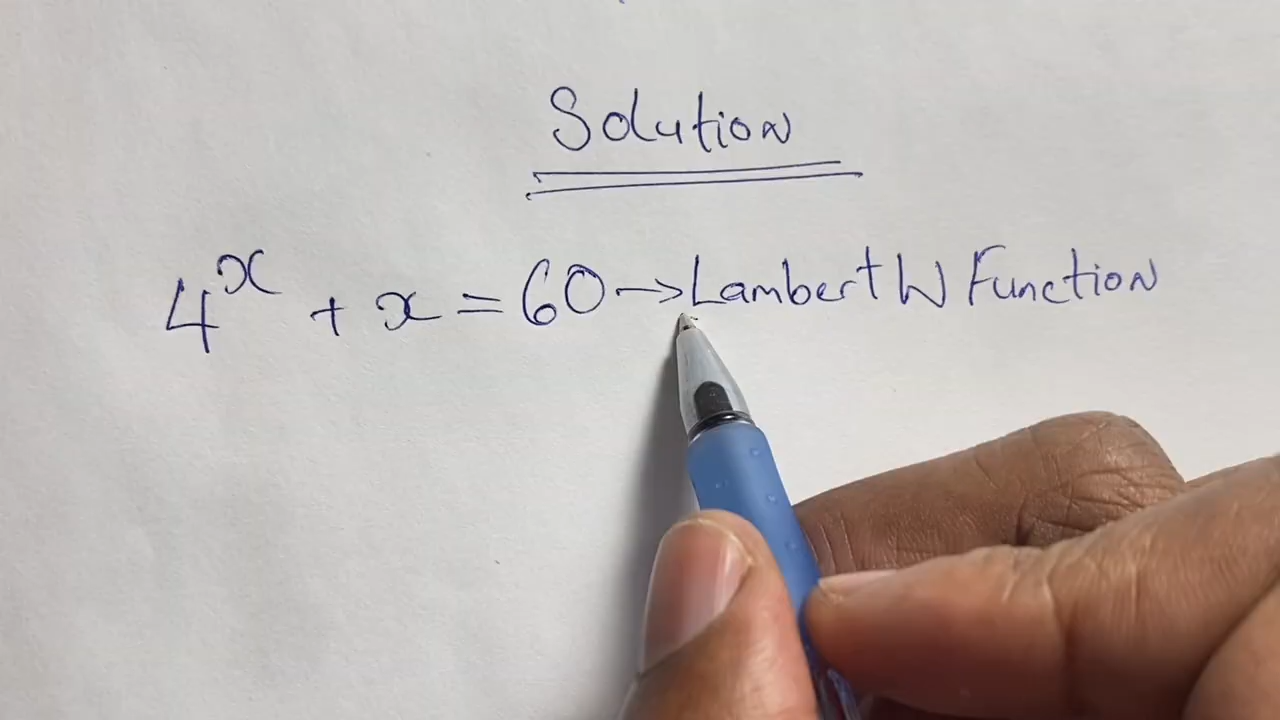 Solution
4^x + x = 60 → Lambert W Function